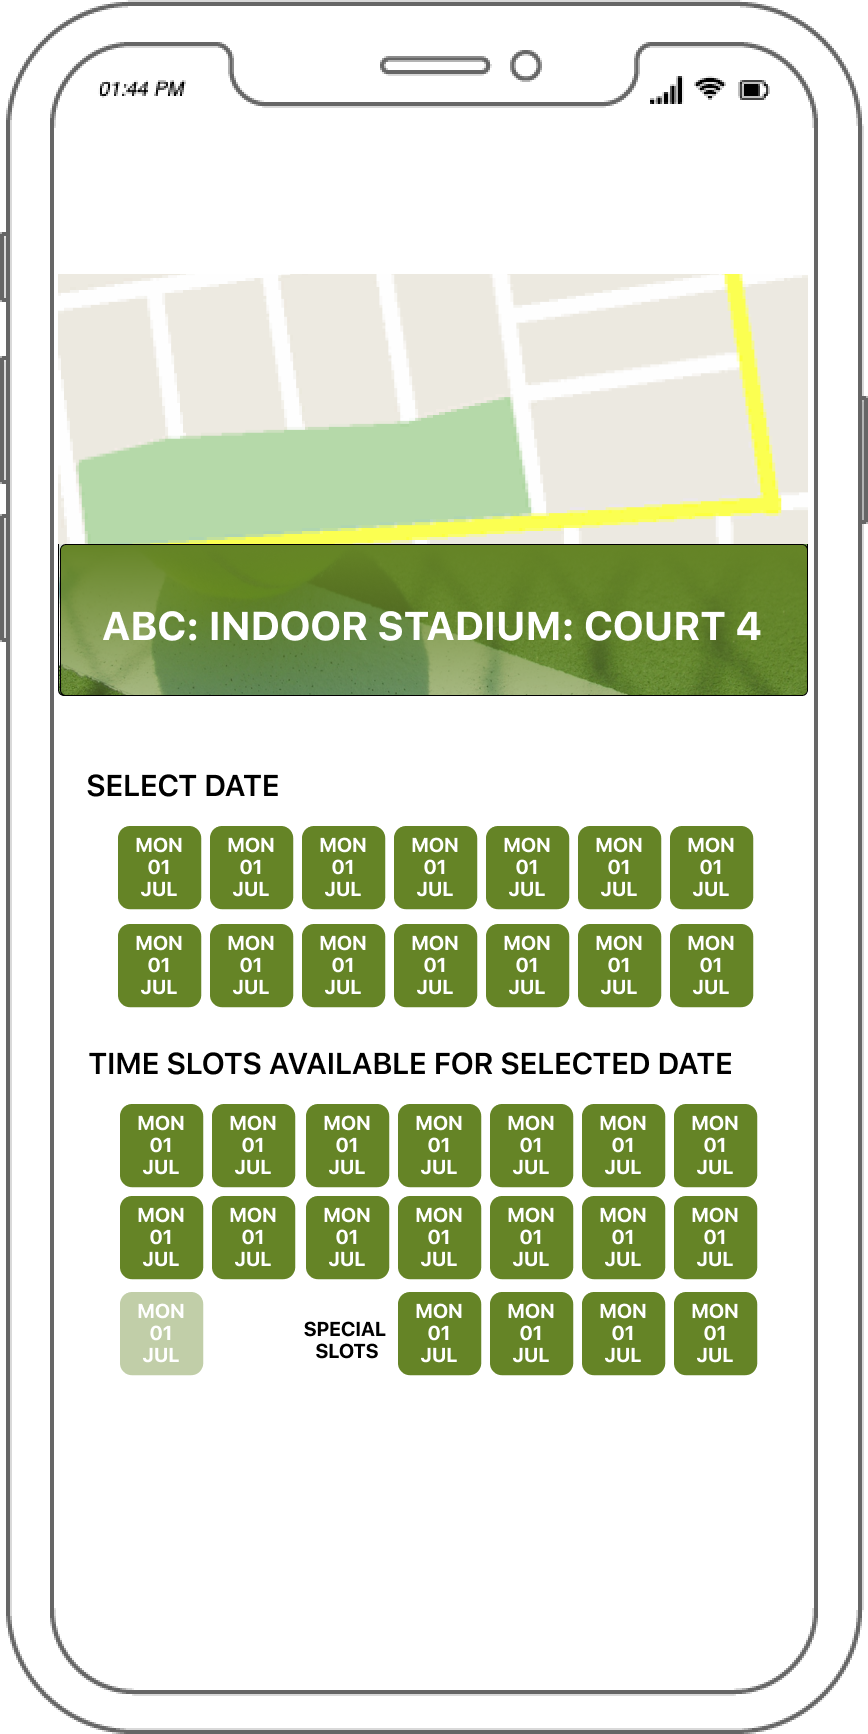 01:44 PM
ABC: INDOOR STADIUM: COURT 4
SELECT DATE
MON MON MON MON MON MON MON
01 01 01 01 01 01 01
JUL JUL JUL JUL JUL JUL JUL
MON MON MON MON MON MON MON
01 01 01 01 01 01 01
JUL JUL JUL JUL JUL JUL JUL
TIME SLOTS AVAILABLE FOR SELECTED DATE
MON MON MON MON MON MON MON
01 01 01 01 01 01 01
JUL JUL JUL JUL JUL JUL JUL
MON MON MON MON MON MON MON
01 01 01 01 01 01 01
JUL JUL JUL JUL JUL JUL JUL
MON
01
JUL
SPECIAL
SLOTS
MON MON MON MON
01 01 01 01
JUL JUL JUL JUL